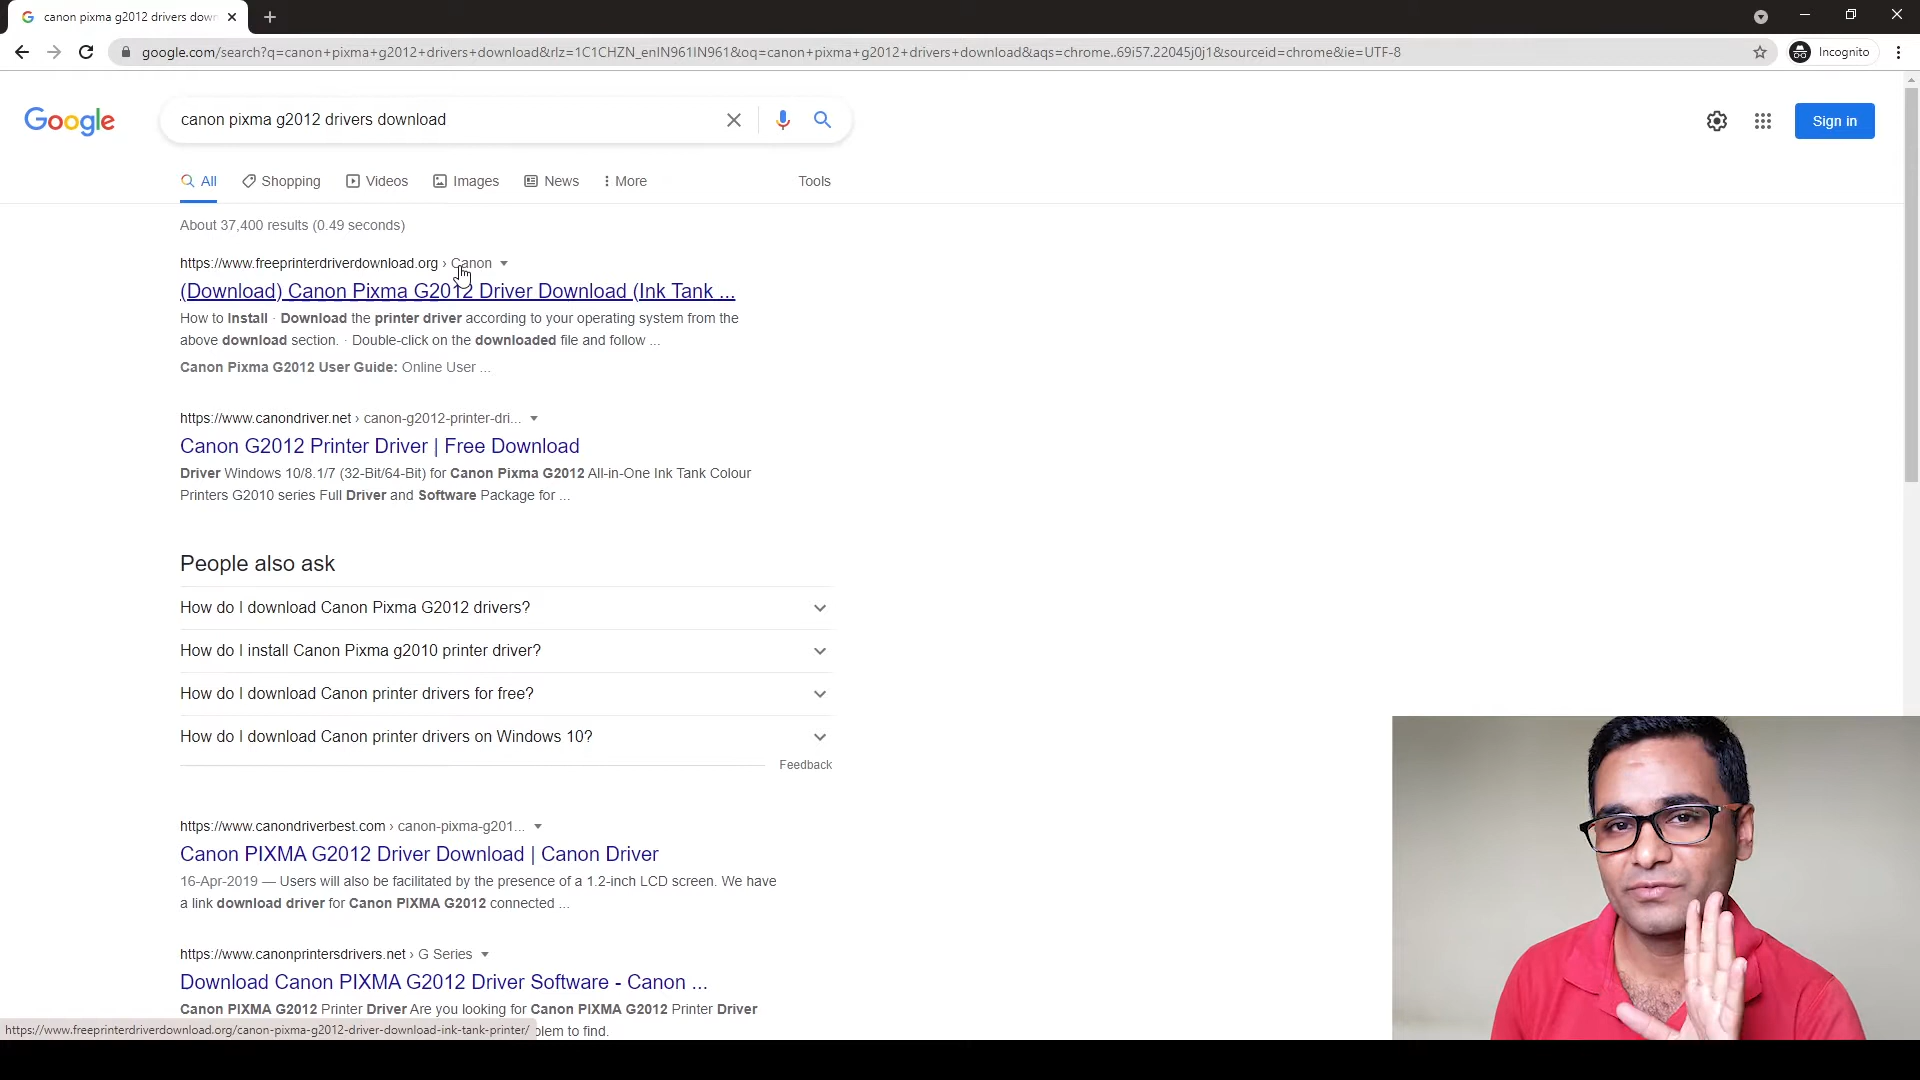 canon pixma g2012 drivers down
google.com/search?q=canon+pixma+g2012+drivers+download&rlz=1C1CHZN_enIN961IN961&oq=canon+pixma+g2012+drivers+download&aqs=chrome..69i57.22045j0j1&sourceid=chrome&ie=UTF-8
Incognito
Google
canon pixma g2012 drivers download
Sign in
All Shopping Videos Images News More Tools
About 37,400 results (0.49 seconds)
https://www.freeprinterdriverdownload.org › Canon
(Download) Canon Pixma G2012 Driver Download (Ink Tank ...
How to Install · Download the printer driver according to your operating system from the
above download section. · Double-click on the downloaded file and follow ...
Canon Pixma G2012 User Guide: Online User ...
https://www.canondriver.net › canon-g2012-printer-dri...
Canon G2012 Printer Driver | Free Download
Driver Windows 10/8.1/7 (32-Bit/64-Bit) for Canon Pixma G2012 All-in-One Ink Tank Colour
Printers G2010 series Full Driver and Software Package for ...
People also ask
How do I download Canon Pixma G2012 drivers?
How do I install Canon Pixma g2010 printer driver?
How do I download Canon printer drivers for free?
How do I download Canon printer drivers on Windows 10?
Feedback
https://www.canondriverbest.com › canon-pixma-g201...
Canon PIXMA G2012 Driver Download | Canon Driver
16-Apr-2019 — Users will also be facilitated by the presence of a 1.2-inch LCD screen. We have
a link download driver for Canon PIXMA G2012 connected ...
https://www.canonprintersdrivers.net › G Series
Download Canon PIXMA G2012 Driver Software - Canon ...
Canon PIXMA G2012 Printer Driver Are you looking for Canon PIXMA G2012 Printer Driver
https://www.freeprinterdriverdownload.org/canon-pixma-g2012-driver-download-ink-tank-printer/ blem to find.